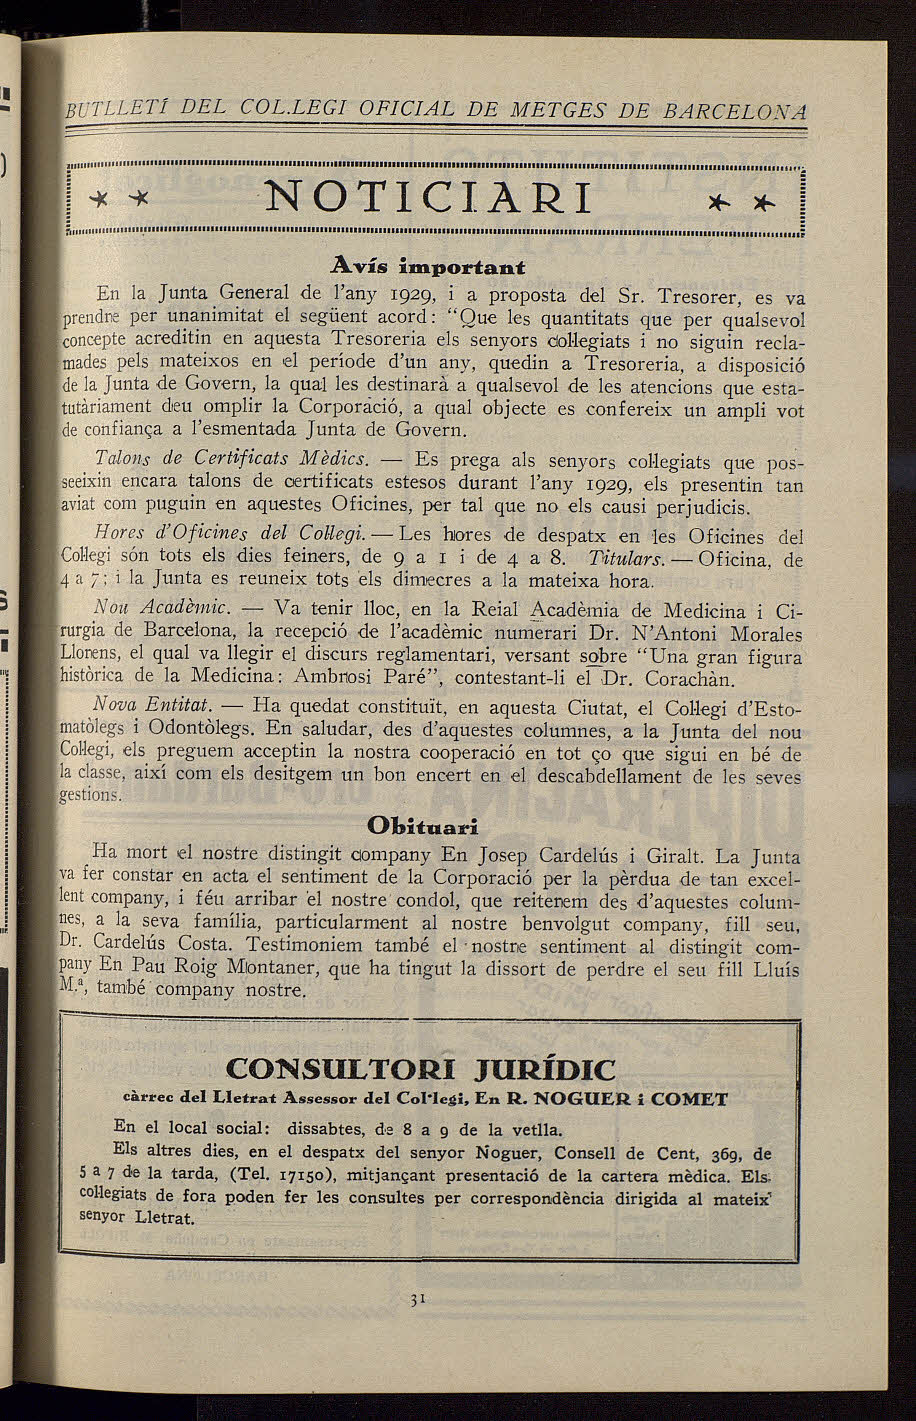 BUTLLETÍ DEL COL.LEGI OFICIAL DE METGES DE BARCELONA
NOTICIARI
Avís important
En la Junta General de l'any 1929, i a proposta del Sr. Tresorer, es va
prendre per unanimitat el següent acord: "Que les quantitats que per qualsevol
concepte acreditin en aquesta Tresoreria els senyors col·legiats i no siguin recla-
mades pels mateixos en el període d'un any, quedin a Tresoreria, a disposició
de la Junta de Govern, la qual les destinarà a qualsevol de les atencions que esta-
tutàriament deu omplir la Corporació, a qual objecte es confereix un ampli vot
de confiança a l'esmentada Junta de Govern.
Talons de Certificats Mèdics. — Es prega als senyors col·legiats que pos-
seeixin encara talons de certificats estesos durant l'any 1929, els presentin tan
aviat com puguin en aquestes Oficines, per tal que no els causi perjudicis.
Hores d'Oficines del Col·legi. — Les hores de despatx en les Oficines del
Col·legi són tots els dies feiners, de 9 a 1 i de 4 a 8. Titulars. — Oficina, de
4 a 7; i la Junta es reuneix tots els dimecres a la mateixa hora.
Nou Acadèmic. — Va tenir lloc, en la Reial Acadèmia de Medicina i Ci-
rurgia de Barcelona, la recepció de l'acadèmic numerari Dr. N'Antoni Morales
Llorens, el qual va llegir el discurs reglamentari, versant sobre "Una gran figura
històrica de la Medicina: Ambrosi Paré", contestant-li el Dr. Corachàn.
Nova Entitat. — Ha quedat constituït, en aquesta Ciutat, el Col·legi d'Esto-
matòlegs i Odontòlegs. En saludar, des d'aquestes columnes, a la Junta del nou
Col·legi, els preguem acceptin la nostra cooperació en tot ço que sigui en bé de
la classe, així com els desitgem un bon encert en el descabdellament de les seves
gestions.
Obituari
Ha mort el nostre distingit company En Josep Cardelús i Giralt. La Junta
va fer constar en acta el sentiment de la Corporació per la pèrdua de tan excel-
lent company, i féu arribar el nostre condol, que reiterem des d'aquestes colum-
nes, a la seva família, particularment al nostre benvolgut company, fill seu,
Dr. Cardelús Costa. Testimoniem també el nostre sentiment al distingit com-
pany En Pau Roig Montaner, que ha tingut la dissort de perdre el seu fill Lluís
M.ª, també company nostre.
CONSULTORI JURÍDIC
càrrec del Lletrat Assessor del Col·legi, En R. NOGUER i COMET
En el local social: dissabtes, de 8 a 9 de la vetlla.
Els altres dies, en el despatx del senyor Noguer, Consell de Cent, 369, de
5 a 7 de la tarda, (Tel. 17150), mitjançant presentació de la cartera mèdica. Els
col·legiats de fora poden fer les consultes per correspondència dirigida al mateix
senyor Lletrat.
31